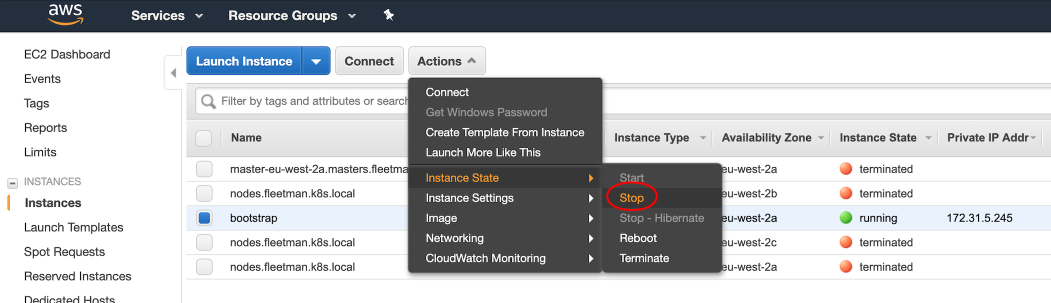 aws
Services
Resource Groups
EC2 Dashboard
Events
Tags
Reports
Limits
INSTANCES
Instances
Launch Templates
Spot Requests
Reserved Instances
Dedicated Hosts
Launch Instance
Connect
Actions
Filter by tags and attributes or search
Connect
Get Windows Password
Create Template From Instance
Launch More Like This
Instance State
Instance Settings
Image
Networking
CloudWatch Monitoring
Start
Stop
Stop - Hibernate
Reboot
Terminate
Name Instance Type Availability Zone Instance State Private IP Addr
master-eu-west-2a.masters.fleetman eu-west-2a terminated
nodes.fleetman.k8s.local eu-west-2b terminated
bootstrap eu-west-2a running 172.31.5.245
nodes.fleetman.k8s.local eu-west-2c terminated
nodes.fleetman.k8s.local eu-west-2a terminated